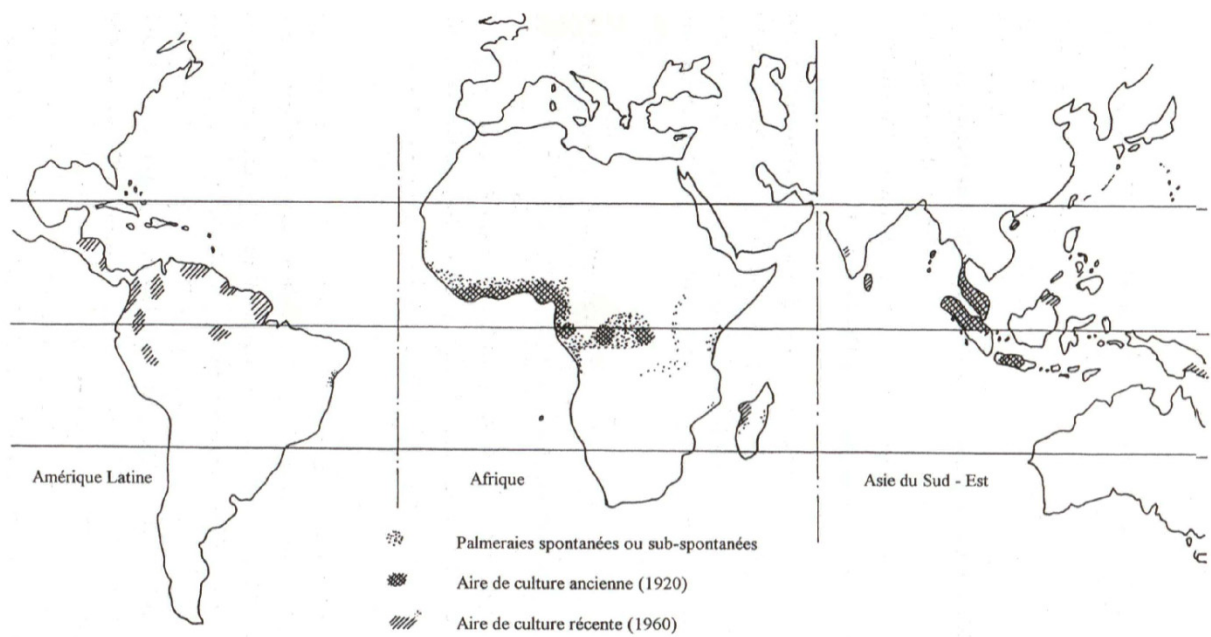 Amérique Latine
Afrique
Asie du Sud - Est
Palmeraies spontanées ou sub-spontanées
Aire de culture ancienne (1920)
Aire de culture récente (1960)